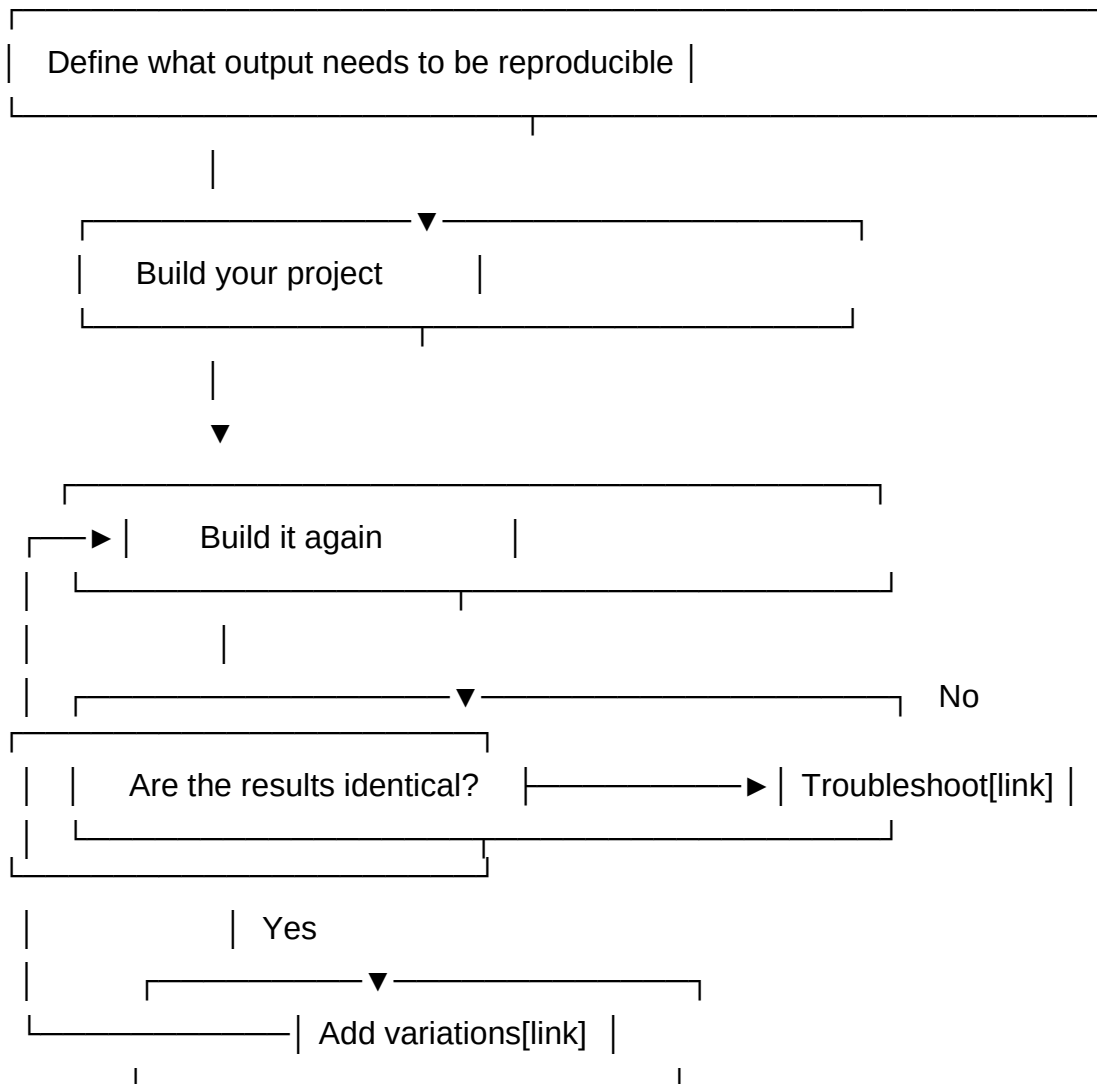 Define what output needs to be reproducible
Build your project
Build it again
No
Are the results identical?
Troubleshoot[link]
Yes
Add variations[link]